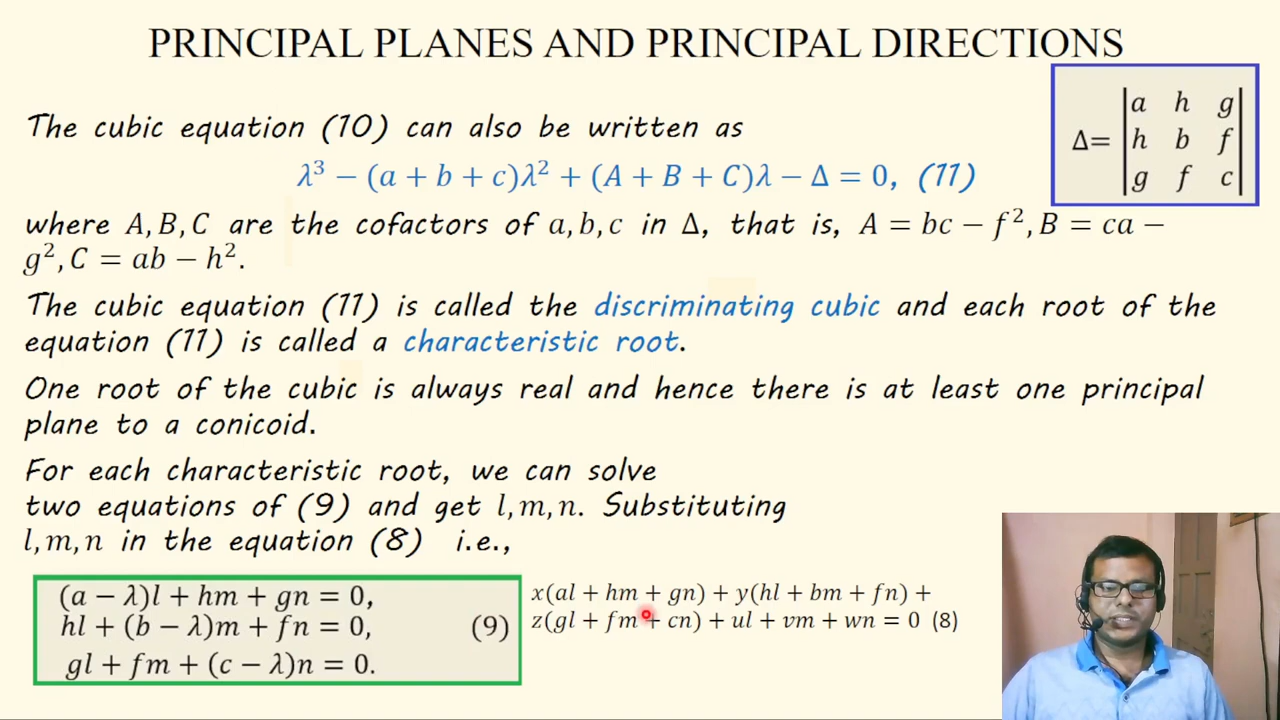 PRINCIPAL PLANES AND PRINCIPAL DIRECTIONS
Δ= |a h g|
|h b f|
|g f c|
The cubic equation (10) can also be written as
λ³ − (a + b + c)λ² + (A + B + C)λ − Δ = 0, (11)
where A, B, C are the cofactors of a, b, c in Δ, that is, A = bc − f², B = ca −
g², C = ab − h².
The cubic equation (11) is called the discriminating cubic and each root of the
equation (11) is called a characteristic root.
One root of the cubic is always real and hence there is at least one principal
plane to a conicoid.
For each characteristic root, we can solve
two equations of (9) and get l, m, n. Substituting
l, m, n in the equation (8) i.e.,
(a − λ)l + hm + gn = 0,
hl + (b − λ)m + fn = 0, (9)
gl + fm + (c − λ)n = 0.
x(al + hm + gn) + y(hl + bm + fn) +
z(gl + fm + cn) + ul + vm + wn = 0 (8)